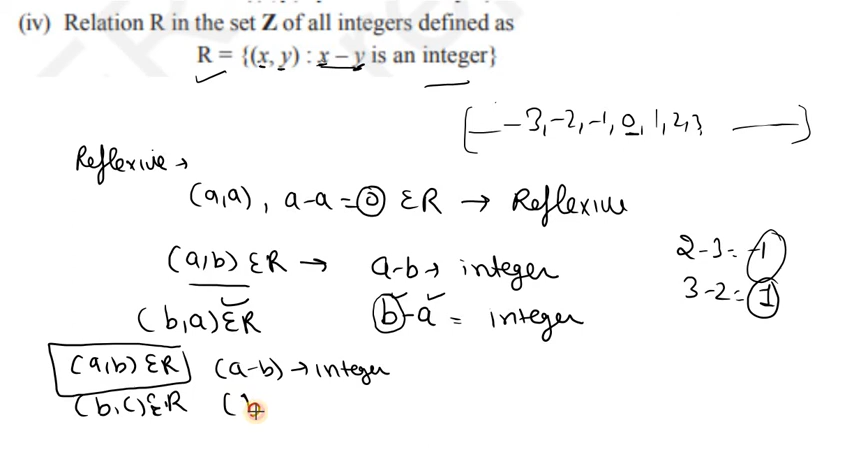 (iv) Relation R in the set Z of all integers defined as
R = {(x, y) : x – y is an integer}
{ — -3, -2, -1, 0, 1, 2, 3 — }
Reflexive →
(a,a), a-a = 0 ∈ R → Reflexive
(a,b) ∈ R → a-b → integer
2-3 = -1
3-2 = 1
(b,a) ∈ R b-a = integer
(a,b) ∈ R (a-b) → integer
(b,c) ∈ R (